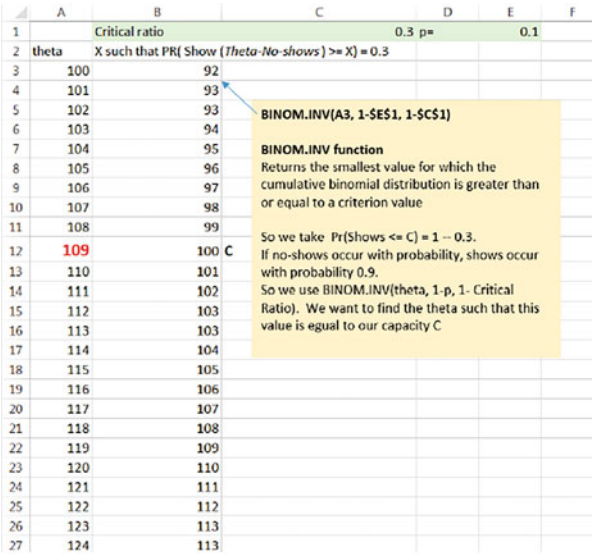 A B C D E F
1 Critical ratio 0.3 p= 0.1
2 theta X such that PR( Show (Theta-No-shows) >= X) = 0.3
3 100 92
4 101 93
5 102 93
6 103 94
7 104 95
8 105 96
9 106 97
10 107 98
11 108 99
12 109 100 C
13 110 101
14 111 102
15 112 103
16 113 103
17 114 104
18 115 105
19 116 106
20 117 107
21 118 108
22 119 109
23 120 110
24 121 111
25 122 112
26 123 113
27 124 113
BINOM.INV(A3, 1-$E$1, 1-$C$1)
BINOM.INV function
Returns the smallest value for which the
cumulative binomial distribution is greater than
or equal to a criterion value
So we take Pr(Shows <= C) = 1 -- 0.3.
If no-shows occur with probability, shows occur
with probability 0.9.
So we use BINOM.INV(theta, 1-p, 1- Critical
Ratio). We want to find the theta such that this
value is egual to our capacity C